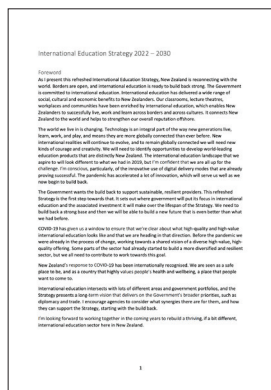 International Education Strategy 2022 – 2030
Foreword
As I present this refreshed International Education Strategy, New Zealand is reconnecting with the
world. Borders are open, and international education is ready to build back strong. The Government
is committed to international education. International education has delivered a wide range of
social, cultural and economic benefits to New Zealanders. Our classrooms, lecture theatres,
workplaces and communities have been enriched by international education, which enables New
Zealanders to successfully live, work and learn across borders and across cultures. It connects New
Zealand to the world and helps to strengthen our overall reputation offshore.
The world we live in is changing. Technology is an integral part of the way new generations live,
learn, work, and play, and means they are more globally connected than ever before. New
international realities will continue to evolve, and to remain globally connected we will need new
kinds of courage and creativity. We will need to identify opportunities to develop world-leading
education products that are distinctly New Zealand. The international education landscape that we
aspire to will look different to what we had in 2019, but I'm confident that we are all up for the
challenge. I'm conscious, particularly, of the innovative use of digital delivery modes that are already
proving successful. The pandemic has accelerated a lot of innovation, which will serve us well as we
now begin to build back.
The Government wants the build back to support sustainable, resilient providers. This refreshed
Strategy is the first step towards that. It sets out where government will put its focus in international
education and the associated investment it will make over the lifespan of the Strategy. We need to
build back a strong base and then we will be able to build a new future that is even better than what
we had before.
COVID-19 has given us a window to ensure that we're clear about what high-quality and high-value
international education looks like and that we are heading in that direction. Before the pandemic we
were already in the process of change, working towards a shared vision of a diverse high-value, high-
quality offering. Some parts of the sector had already started to build a more diversified and resilient
sector, but we all need to contribute to work towards this goal.
New Zealand's response to COVID-19 has been internationally recognised. We are seen as a safe
place to be, and as a country that highly values people's health and wellbeing, a place that people
want to come to.
International education intersects with lots of different areas and government portfolios, and the
Strategy presents a long-term vision that delivers on the Government's broader priorities, such as
diplomacy and trade. I encourage agencies to consider what synergies there are for them, and how
they can support the Strategy, starting with the build back.
I'm looking forward to working together in the coming years to rebuild a thriving, if a bit different,
international education sector here in New Zealand.
3